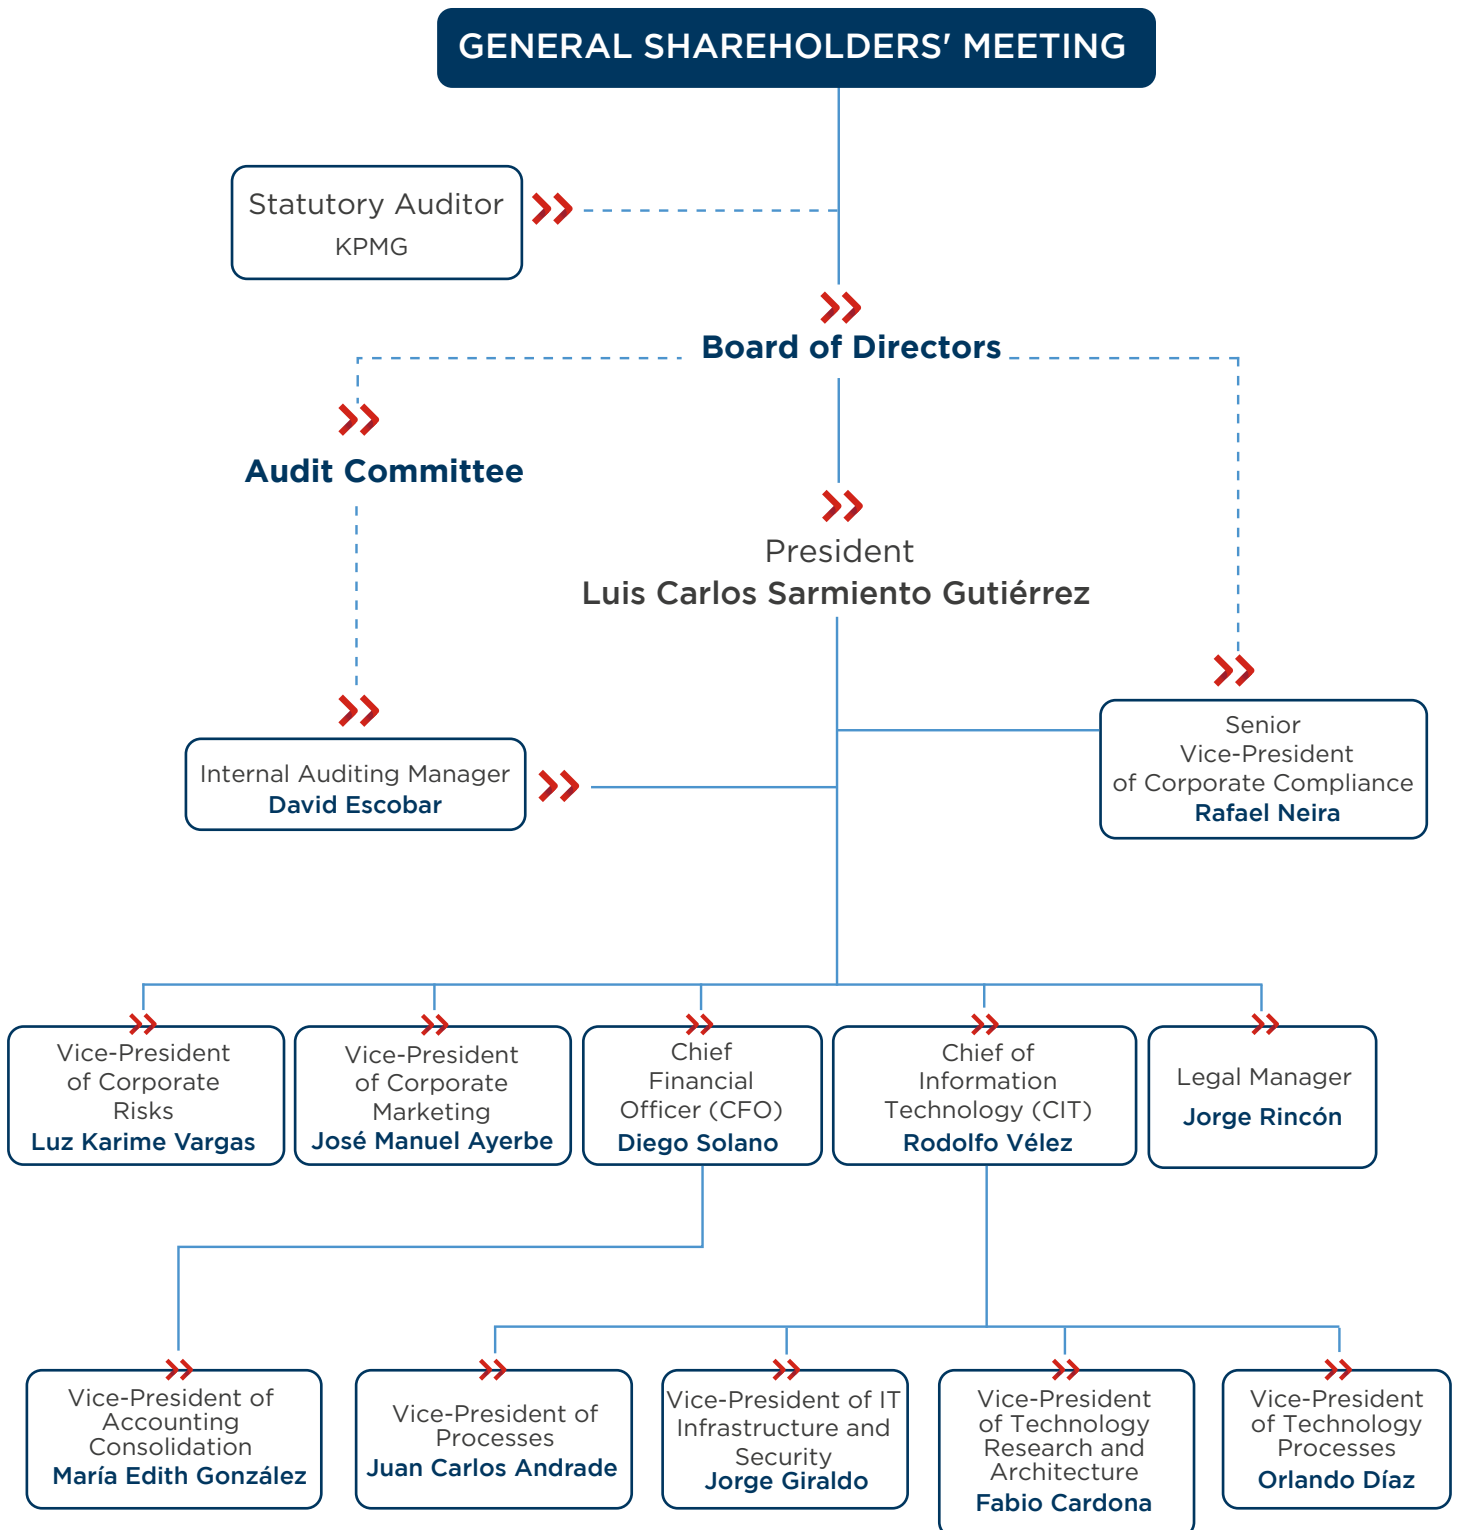 GENERAL SHAREHOLDERS' MEETING
Statutory Auditor
KPMG
Board of Directors
Audit Committee
President
Luis Carlos Sarmiento Gutiérrez
Internal Auditing Manager
David Escobar
Senior
Vice-President
of Corporate Compliance
Rafael Neira
Vice-President
of Corporate
Risks
Luz Karime Vargas
Vice-President
of Corporate
Marketing
José Manuel Ayerbe
Chief
Financial
Officer (CFO)
Diego Solano
Chief of
Information
Technology (CIT)
Rodolfo Vélez
Legal Manager
Jorge Rincón
Vice-President of
Accounting
Consolidation
María Edith González
Vice-President of
Processes
Juan Carlos Andrade
Vice-President of IT
Infrastructure and
Security
Jorge Giraldo
Vice-President
of Technology
Research and
Architecture
Fabio Cardona
Vice-President
of Technology
Processes
Orlando Díaz